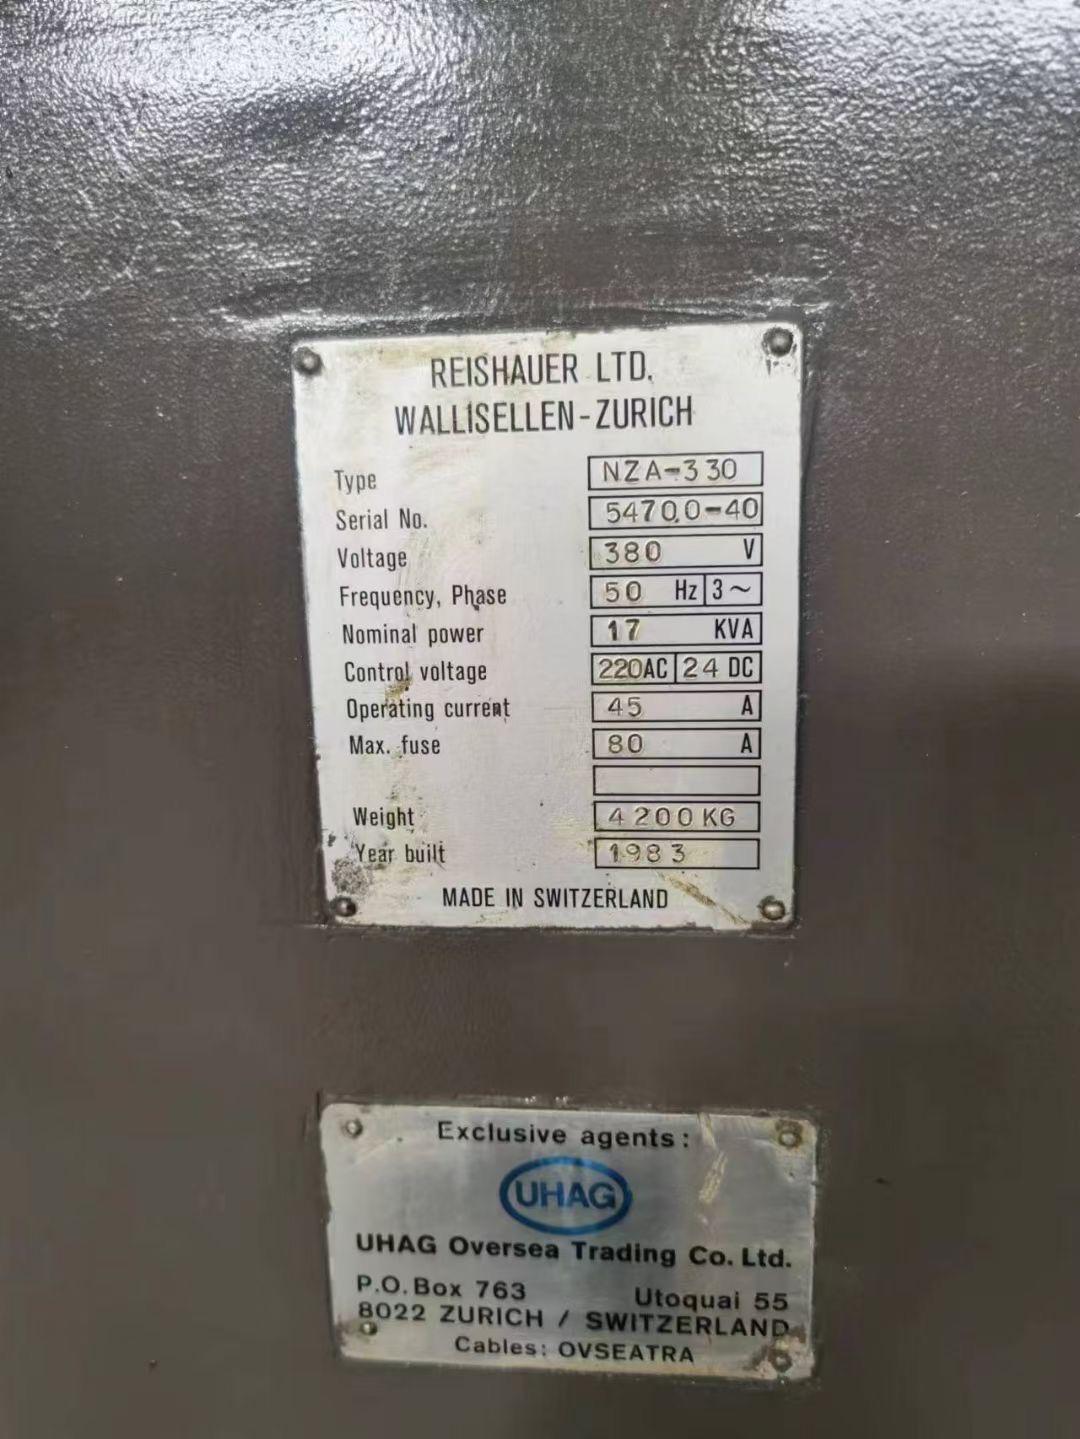 REISHAUER LTD.
WALLISELLEN-ZURICH
Type NZA-330
Serial No. 54700-40
Voltage 380 V
Frequency, Phase 50 Hz 3~
Nominal power 17 KVA
Control voltage 220AC 24 DC
Operating current 45 A
Max. fuse 80 A
Weight 4200KG
Year built 1983
MADE IN SWITZERLAND
Exclusive agents:
UHAG
UHAG Oversea Trading Co. Ltd.
P.O. Box 763 Utoquai 55
8022 ZURICH / SWITZERLAND
Cables: OVSEATRA